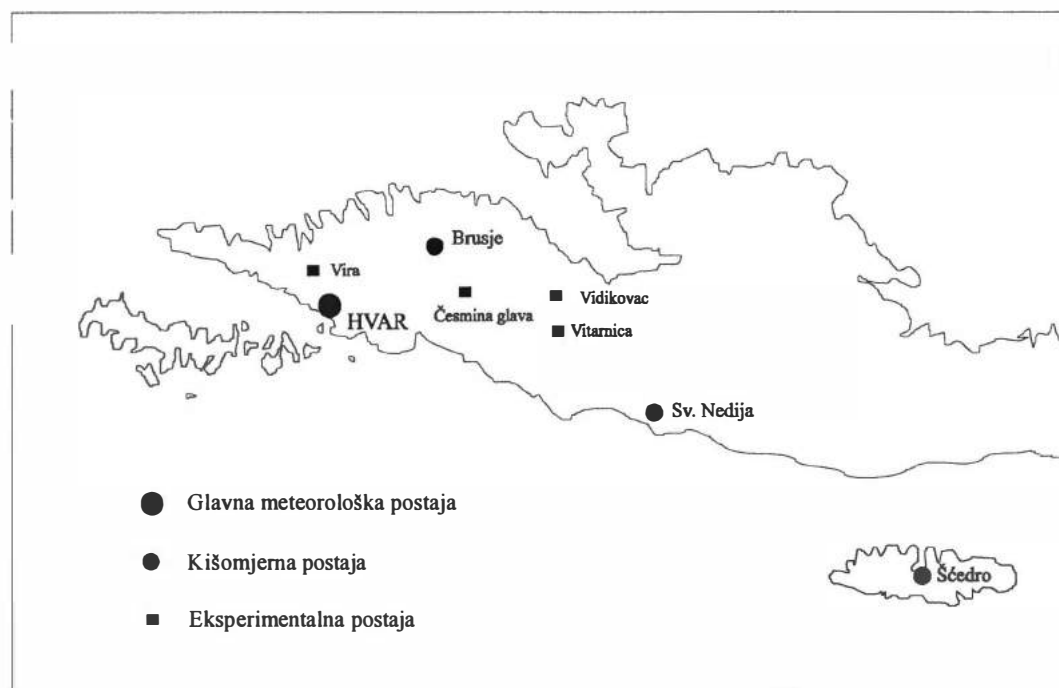 Brusje
Vira
Vidikovac
HVAR
Česmina glava
Vitarnica
Sv. Nedija
Glavna meteorološka postaja
Kišomjerna postaja
Šćedro
Eksperimentalna postaja